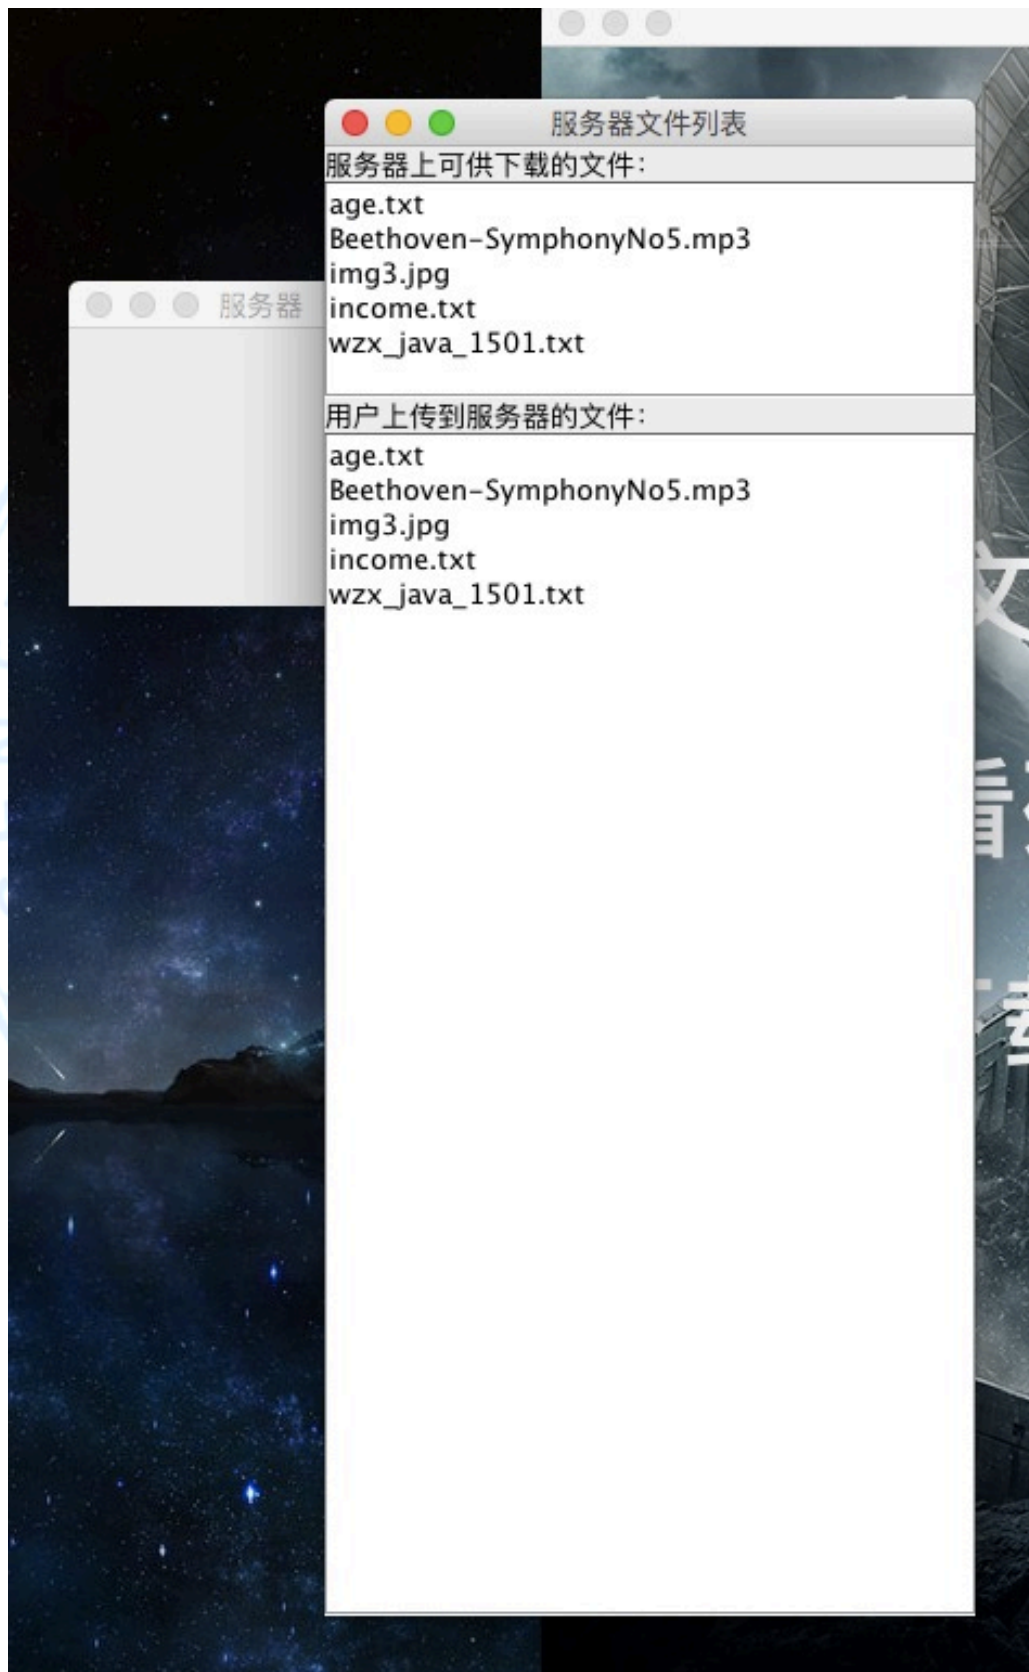 服务器文件列表
服务器上可供下载的文件：
age.txt
Beethoven-SymphonyNo5.mp3
img3.jpg
income.txt
wzx_java_1501.txt
服务器
用户上传到服务器的文件：
age.txt
Beethoven-SymphonyNo5.mp3
img3.jpg
income.txt
wzx_java_1501.txt
文
看